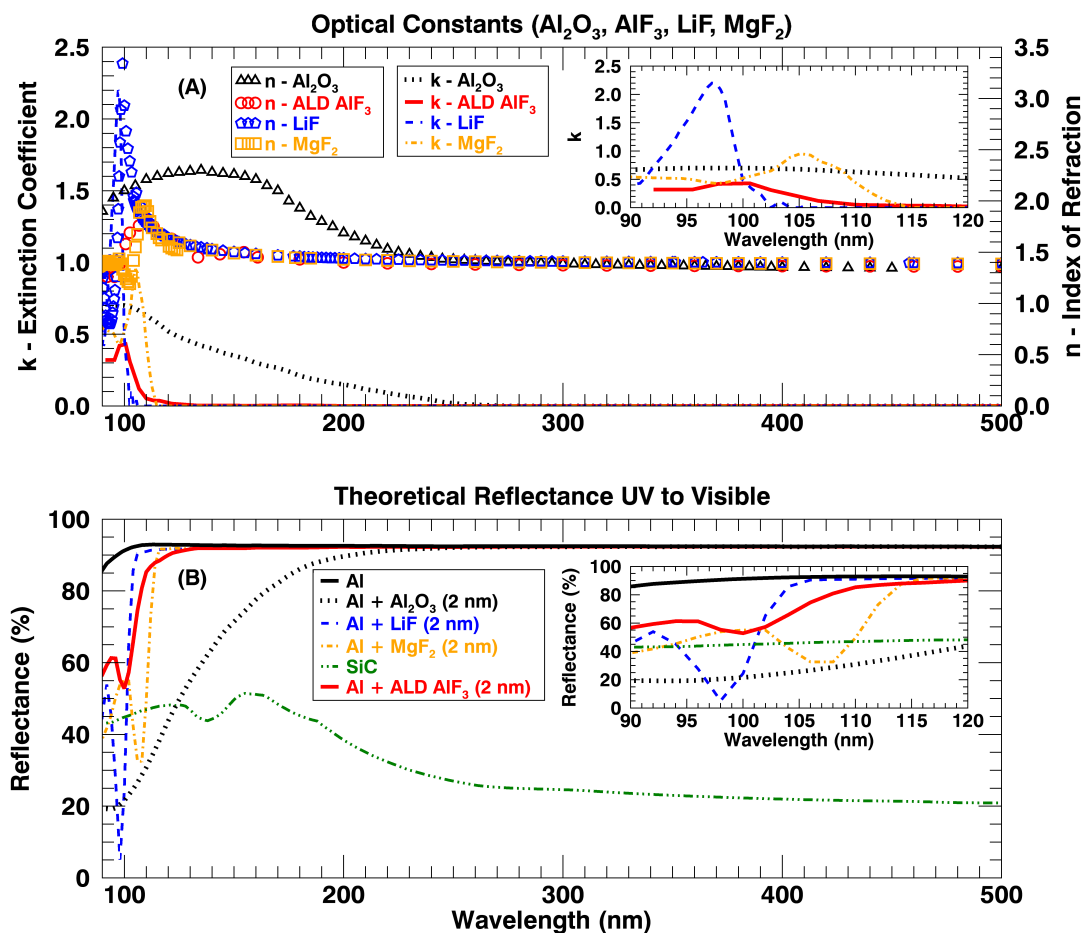 Optical Constants (Al₂O₃, AlF₃, LiF, MgF₂)
k - Extinction Coefficient
2.5
2.0
1.5
1.0
0.5
0.0
(A)
n - Al₂O₃
n - ALD AlF₃
n - LiF
n - MgF₂
k - Al₂O₃
k - ALD AlF₃
k - LiF
k - MgF₂
k
2.5
2.0
1.5
1.0
0.5
0.0
90 95 100 105 110 115 120
Wavelength (nm)
3.5
3.0
2.5
2.0
1.5
1.0
0.5
0.0
n - Index of Refraction
100 200 300 400 500
Theoretical Reflectance UV to Visible
Reflectance (%)
100
80
60
40
20
0
(B)
Al
Al + Al₂O₃ (2 nm)
Al + LiF (2 nm)
Al + MgF₂ (2 nm)
SiC
Al + ALD AlF₃ (2 nm)
Reflectance (%)
100
80
60
40
20
0
90 95 100 105 110 115 120
Wavelength (nm)
100 200 300 400 500
Wavelength (nm)